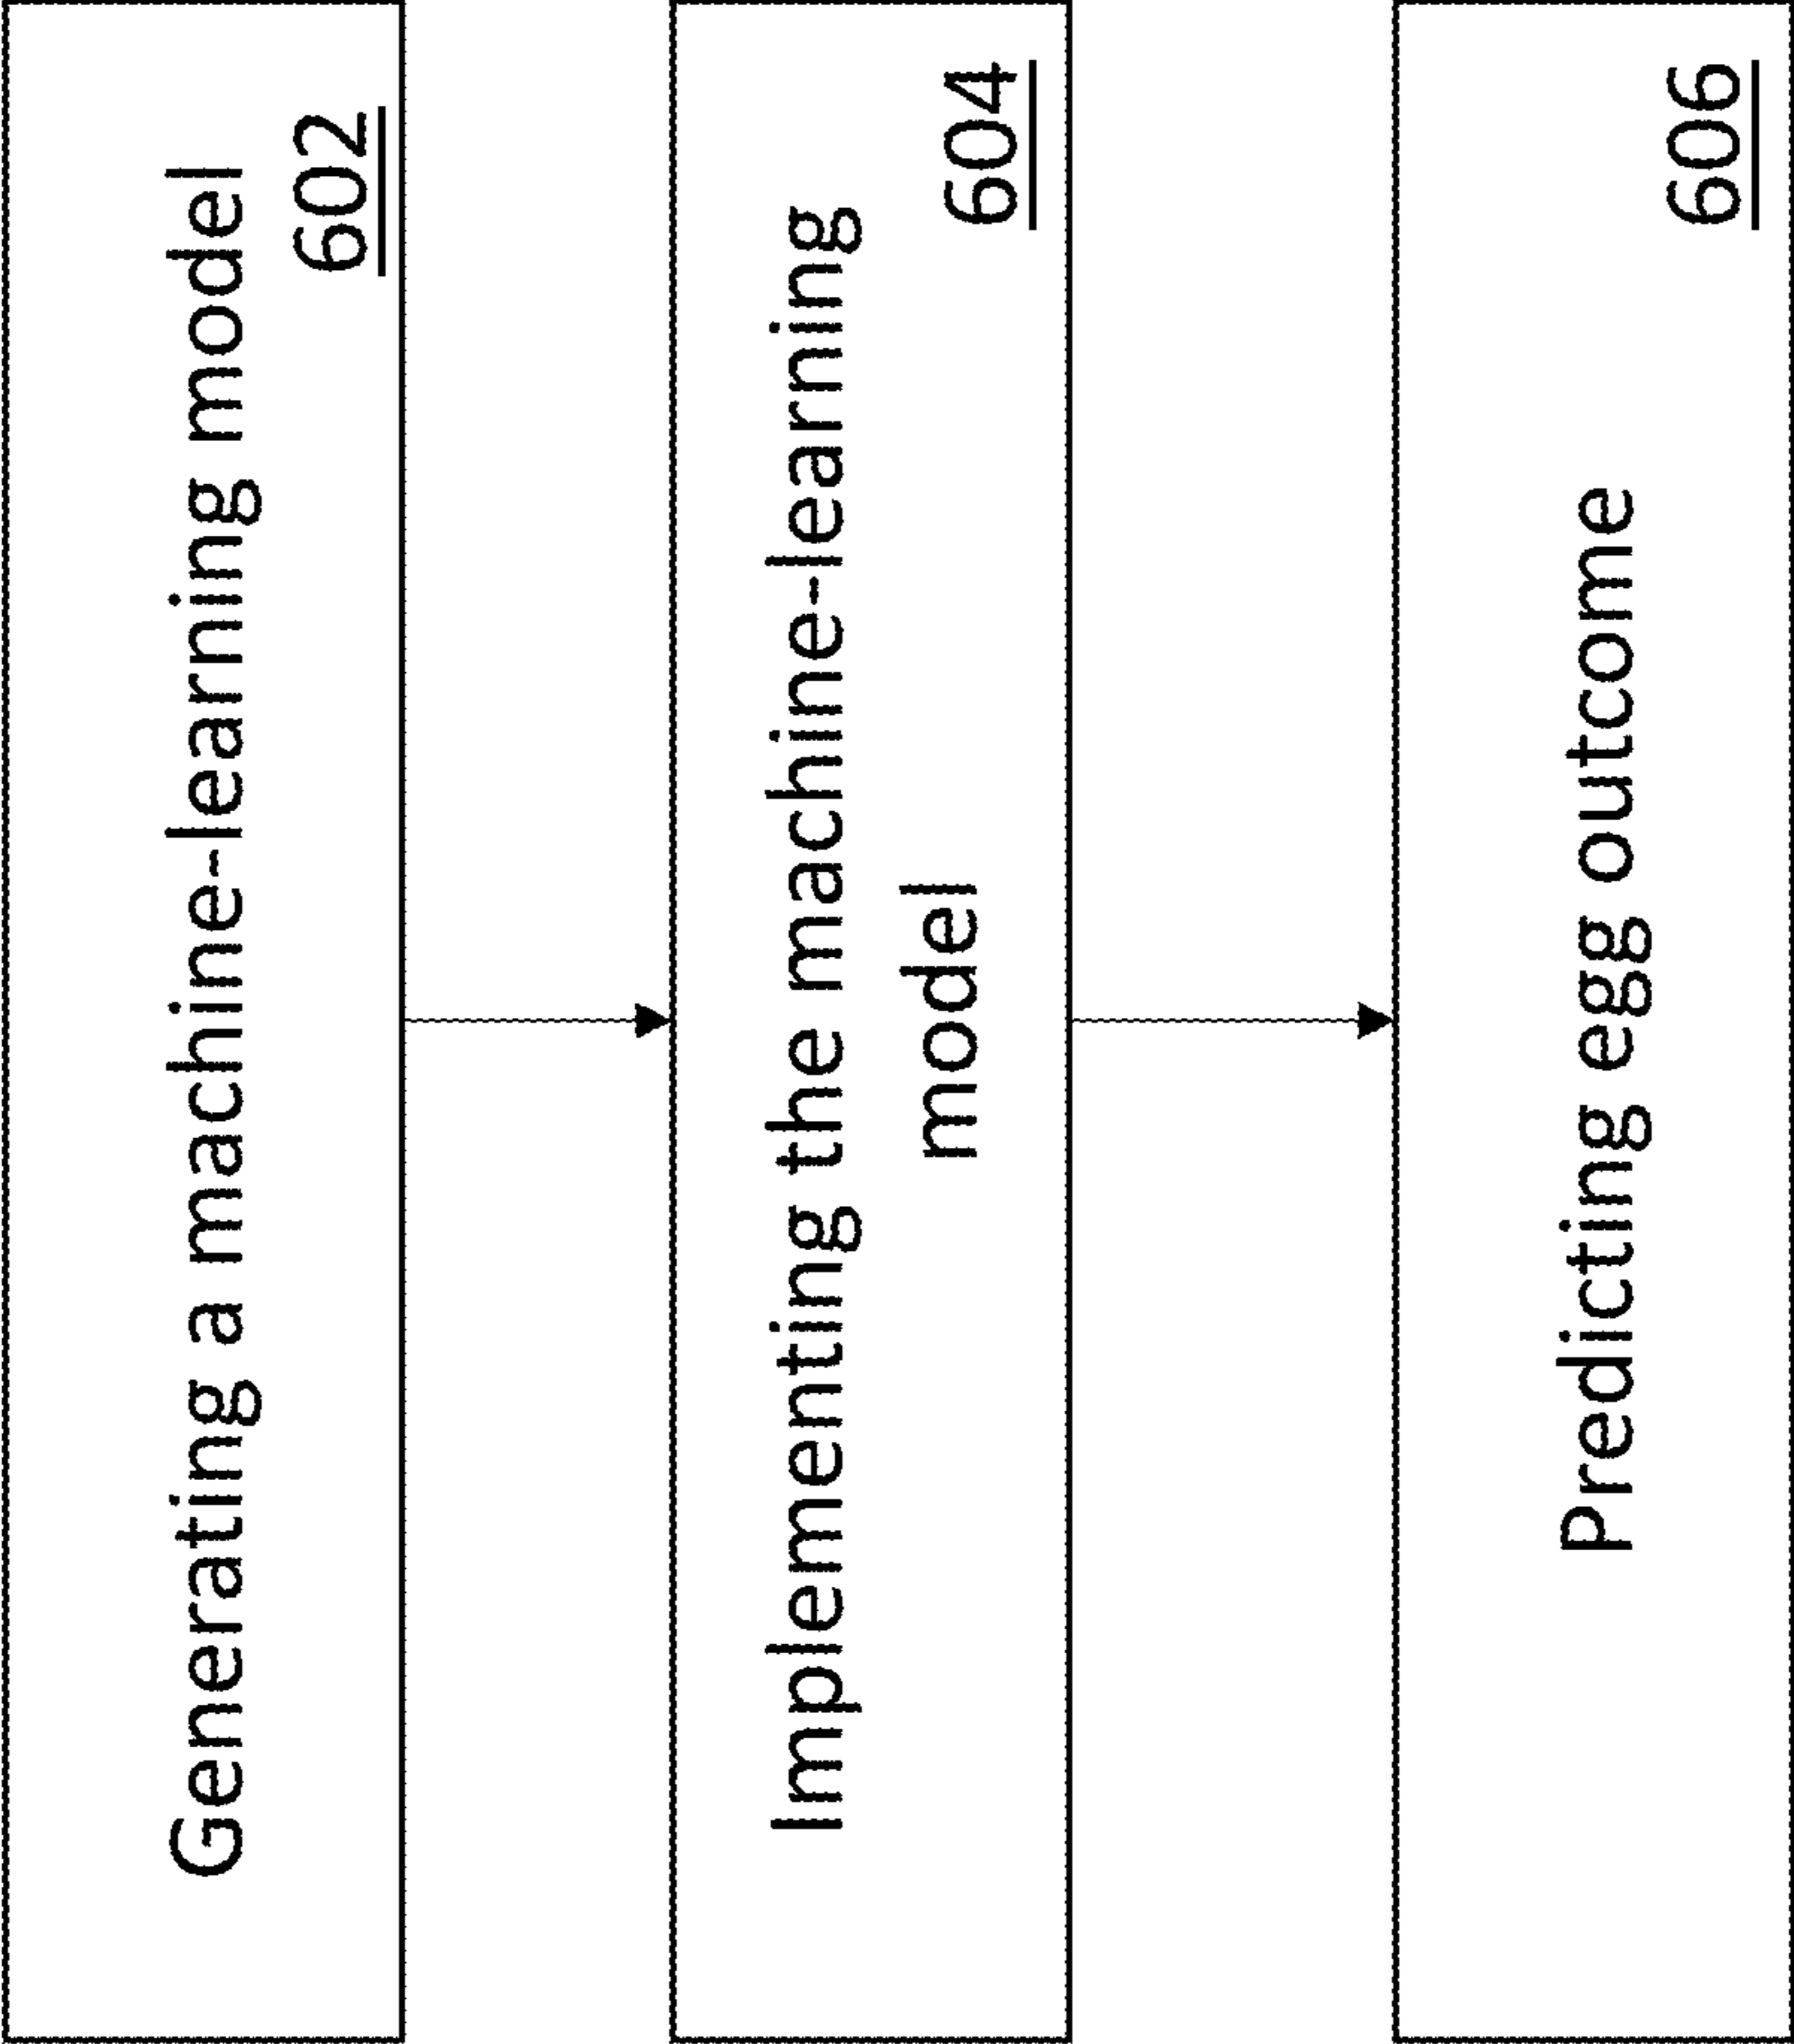 Generating a machine-learning model
602
Implementing the machine-learning
model
604
Predicting egg outcome
606